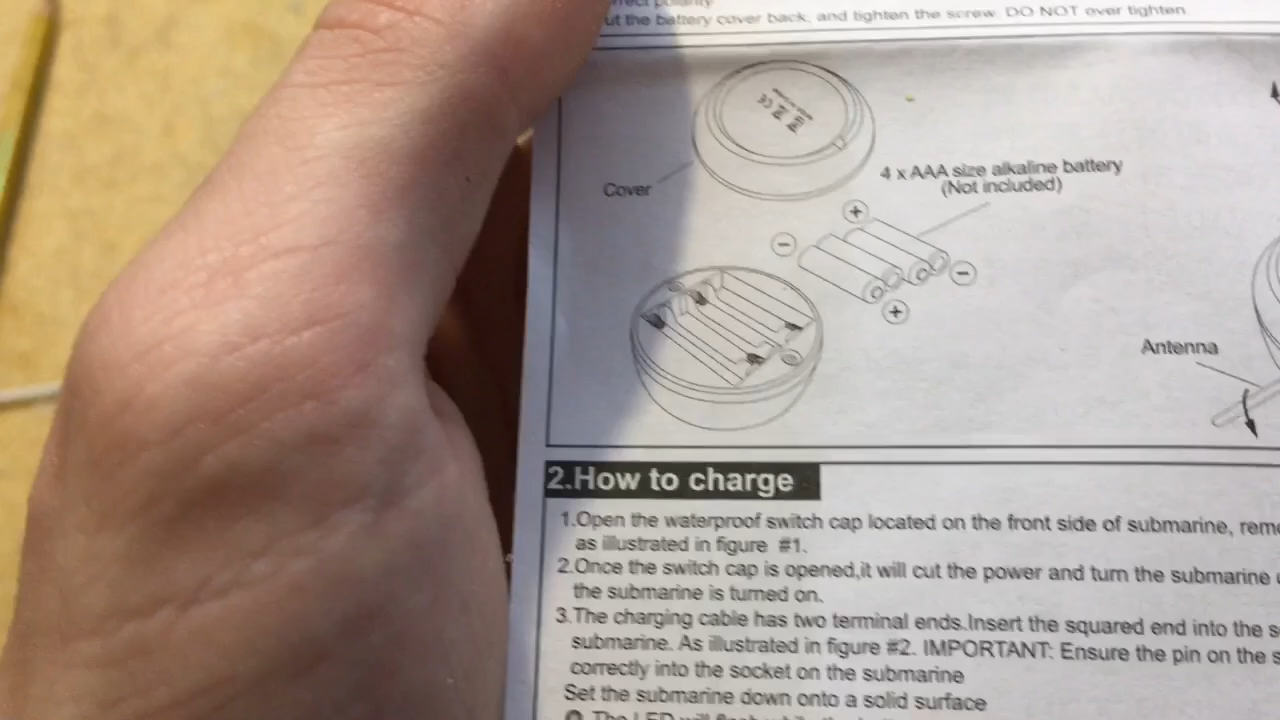 ut the battery cover back, and tighten the screw. DO NOT over tighten.
Cover
4 x AAA size alkaline battery
(Not included)
Antenna
2.How to charge
1.Open the waterproof switch cap located on the front side of submarine, rem
as illustrated in figure #1.
2.Once the switch cap is opened,it will cut the power and turn the submarine
the submarine is turned on.
3.The charging cable has two terminal ends.Insert the squared end into the s
submarine. As illustrated in figure #2. IMPORTANT: Ensure the pin on the s
correctly into the socket on the submarine
Set the submarine down onto a solid surface